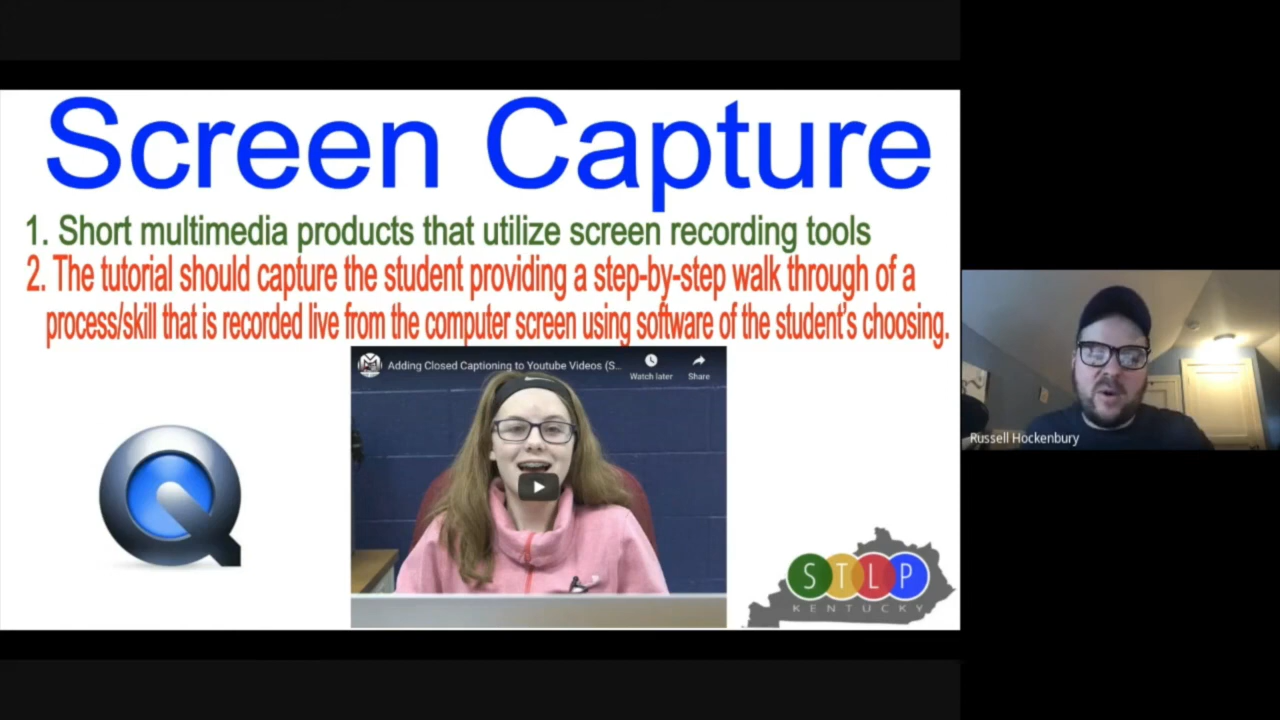 Screen Capture
1. Short multimedia products that utilize screen recording tools
2. The tutorial should capture the student providing a step-by-step walk through of a
process/skill that is recorded live from the computer screen using software of the student's choosing.
Adding Closed Captioning to Youtube Videos (S...
Watch later
Share
Russell Hockenbury
STLP
KENTUCKY